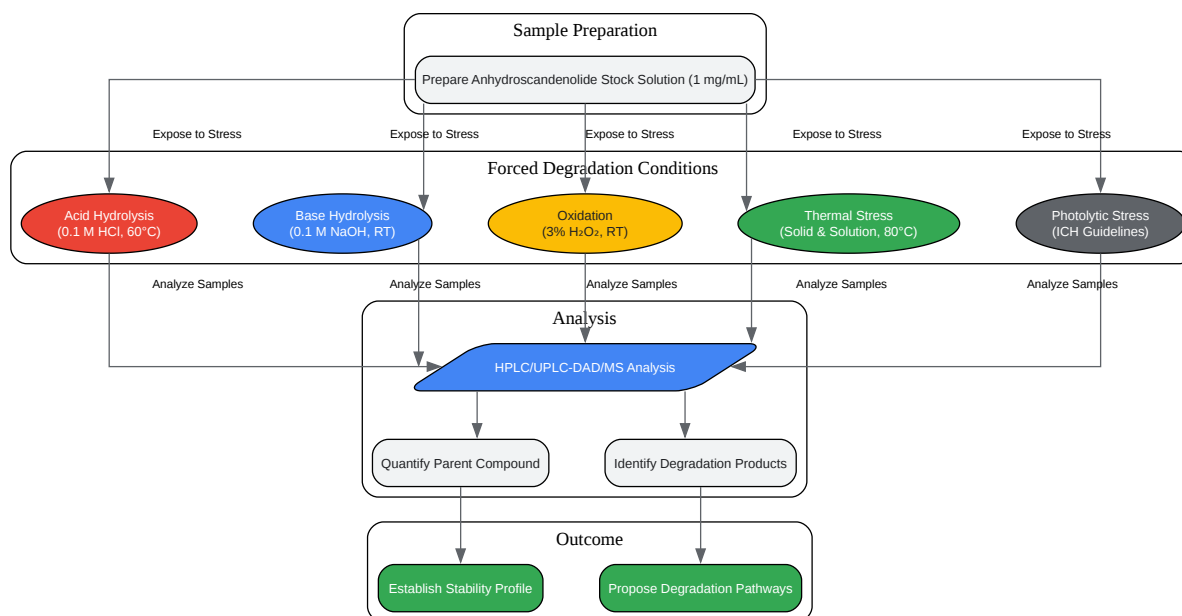 Sample Preparation
Prepare Anhydroscandenolide Stock Solution (1 mg/mL)
Expose to Stress
Expose to Stress
Expose to Stress
Expose to Stress
Expose to Stress
Forced Degradation Conditions
Acid Hydrolysis
(0.1 M HCl, 60°C)
Base Hydrolysis
(0.1 M NaOH, RT)
Oxidation
(3% H₂O₂, RT)
Thermal Stress
(Solid & Solution, 80°C)
Photolytic Stress
(ICH Guidelines)
Analyze Samples
Analyze Samples
Analyze Samples
Analyze Samples
Analyze Samples
Analysis
HPLC/UPLC-DAD/MS Analysis
Quantify Parent Compound
Identify Degradation Products
Outcome
Establish Stability Profile
Propose Degradation Pathways